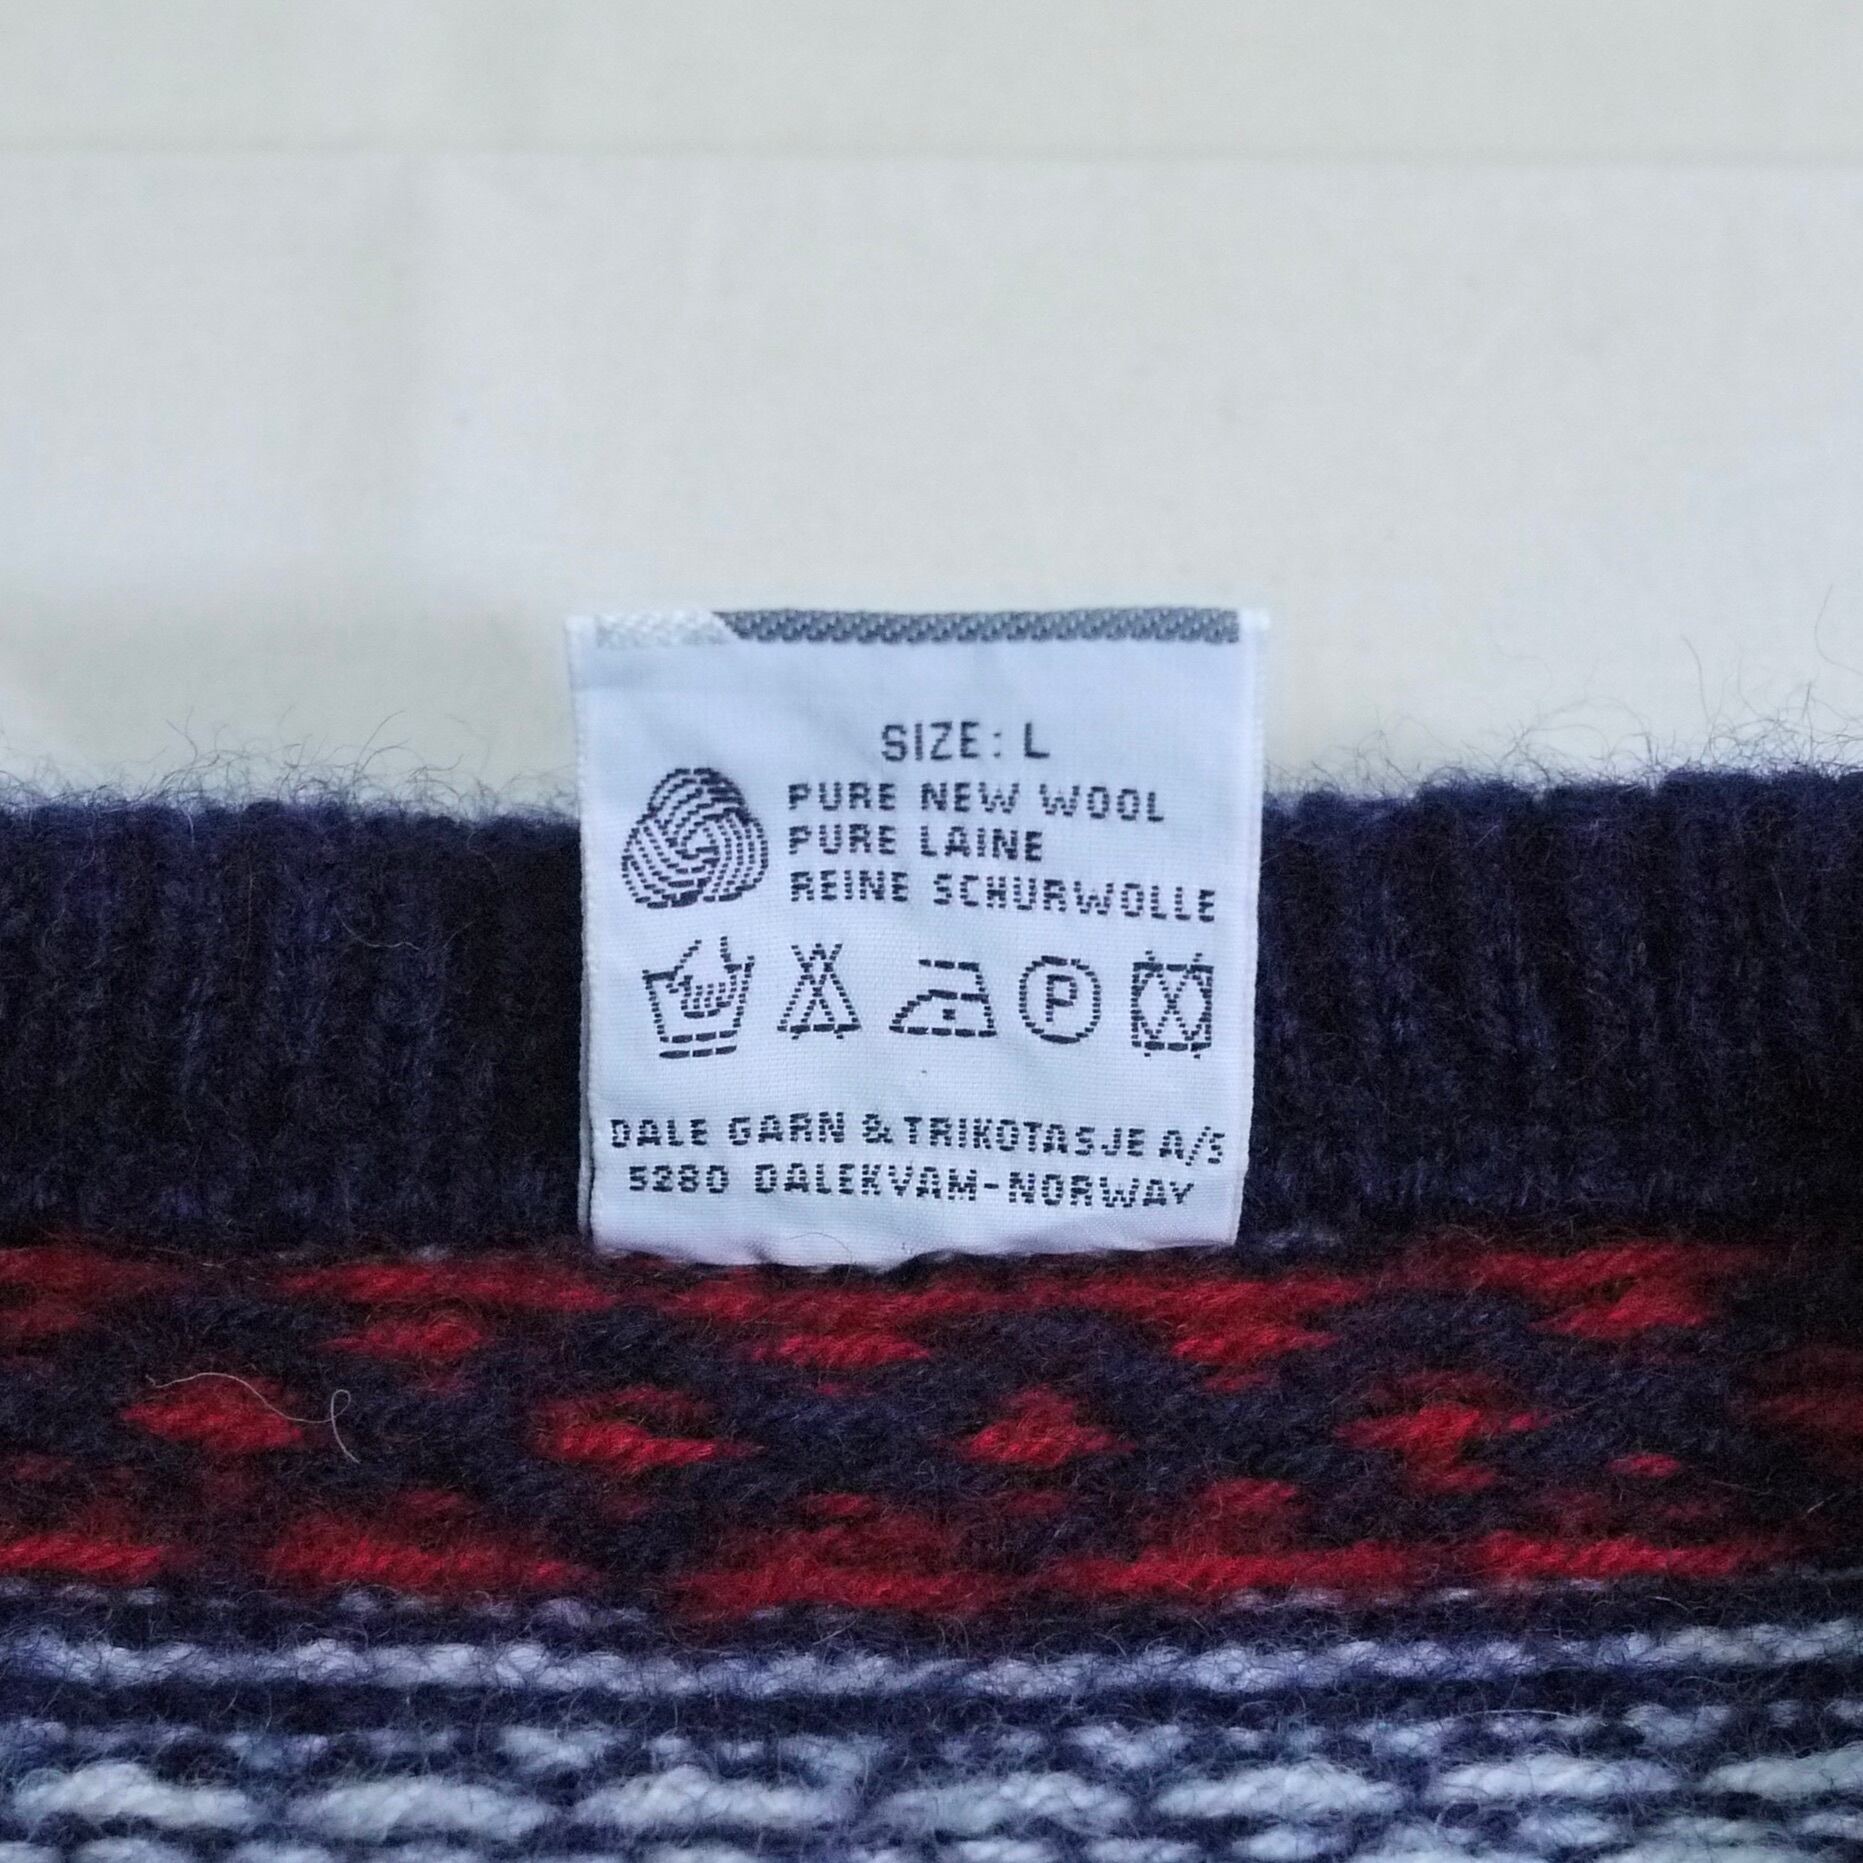 SIZE: L
PURE NEW WOOL
PURE LAINE
REINE SCHURWOLLE
P
DALE GARN & TRIKOTASJE A/S
5280 DALEKVAM-NORWAY